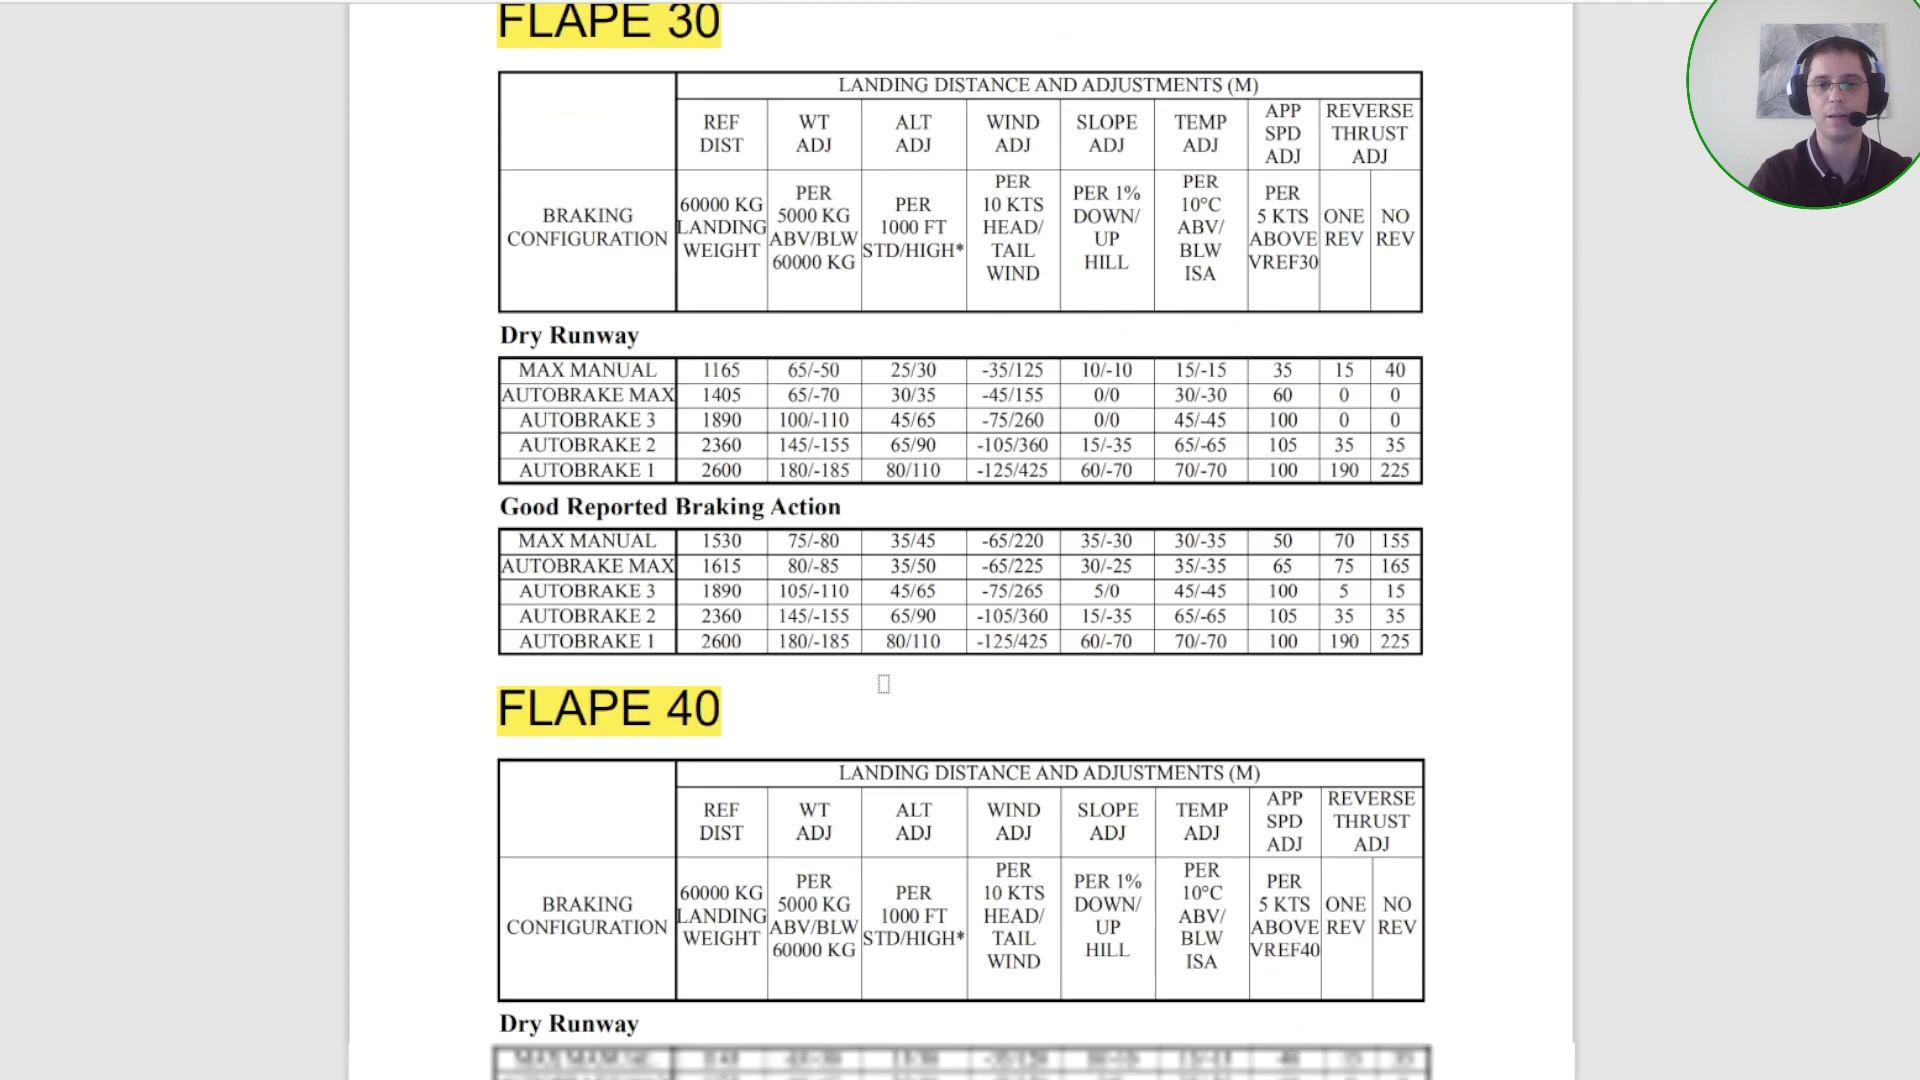 FLAPE 30
LANDING DISTANCE AND ADJUSTMENTS (M)
REF DIST WT ADJ ALT ADJ WIND ADJ SLOPE ADJ TEMP ADJ APP SPD ADJ REVERSE THRUST ADJ
BRAKING CONFIGURATION 60000 KG LANDING WEIGHT PER 5000 KG ABV/BLW 60000 KG PER 1000 FT STD/HIGH* PER 10 KTS HEAD/ TAIL WIND PER 1% DOWN/ UP HILL PER 10°C ABV/ BLW ISA PER 5 KTS ABOVE VREF30 ONE REV NO REV
Dry Runway
MAX MANUAL 1165 65/-50 25/30 -35/125 10/-10 15/-15 35 15 40
AUTOBRAKE MAX 1405 65/-70 30/35 -45/155 0/0 30/-30 60 0 0
AUTOBRAKE 3 1890 100/-110 45/65 -75/260 0/0 45/-45 100 0 0
AUTOBRAKE 2 2360 145/-155 65/90 -105/360 15/-35 65/-65 105 35 35
AUTOBRAKE 1 2600 180/-185 80/110 -125/425 60/-70 70/-70 100 190 225
Good Reported Braking Action
MAX MANUAL 1530 75/-80 35/45 -65/220 35/-30 30/-35 50 70 155
AUTOBRAKE MAX 1615 80/-85 35/50 -65/225 30/-25 35/-35 65 75 165
AUTOBRAKE 3 1890 105/-110 45/65 -75/265 5/0 45/-45 100 5 15
AUTOBRAKE 2 2360 145/-155 65/90 -105/360 15/-35 65/-65 105 35 35
AUTOBRAKE 1 2600 180/-185 80/110 -125/425 60/-70 70/-70 100 190 225
FLAPE 40
LANDING DISTANCE AND ADJUSTMENTS (M)
REF DIST WT ADJ ALT ADJ WIND ADJ SLOPE ADJ TEMP ADJ APP SPD ADJ REVERSE THRUST ADJ
BRAKING CONFIGURATION 60000 KG LANDING WEIGHT PER 5000 KG ABV/BLW 60000 KG PER 1000 FT STD/HIGH* PER 10 KTS HEAD/ TAIL WIND PER 1% DOWN/ UP HILL PER 10°C ABV/ BLW ISA PER 5 KTS ABOVE VREF40 ONE REV NO REV
Dry Runway